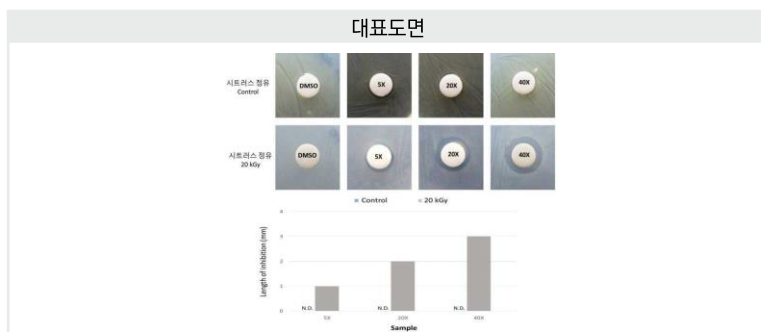 대표도면
시트러스 정유
Control
DMSO
5X
20X
40X
시트러스 정유
20 kGy
DMSO
5X
20X
40X
Control 20 kGy
Length of inhibition (mm)
4
3
2
1
0
N.D. N.D. N.D.
5X 20X 40X
Sample